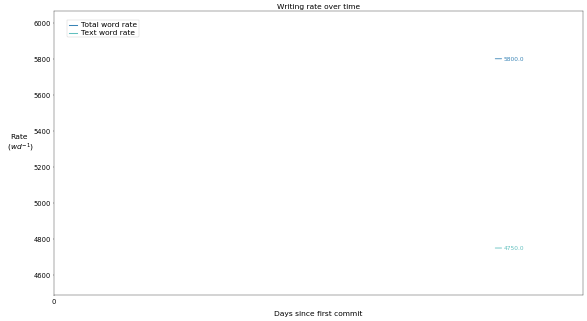 Writing rate over time
Total word rate
Text word rate
6000
5800
5600
5400
5200
5000
4800
4600
Rate
(wd⁻¹)
5800.0
4750.0
0
Days since first commit